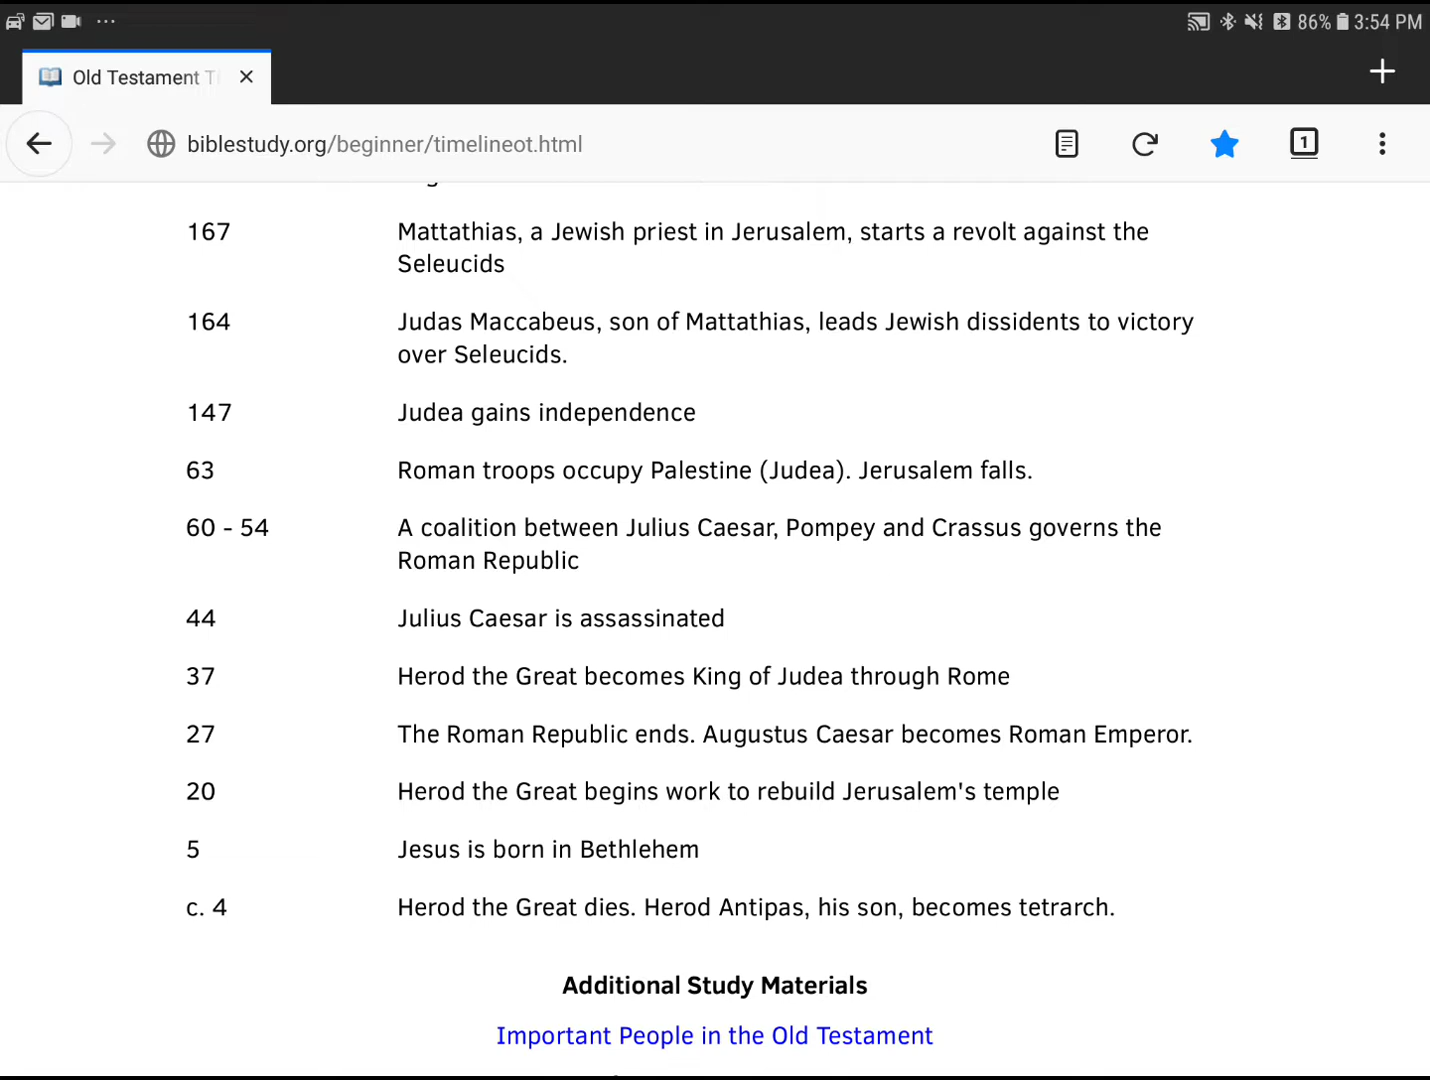 86% 3:54 PM
Old Testament T
biblestudy.org/beginner/timelineot.html
1
167 Mattathias, a Jewish priest in Jerusalem, starts a revolt against the
Seleucids
164 Judas Maccabeus, son of Mattathias, leads Jewish dissidents to victory
over Seleucids.
147 Judea gains independence
63 Roman troops occupy Palestine (Judea). Jerusalem falls.
60 - 54 A coalition between Julius Caesar, Pompey and Crassus governs the
Roman Republic
44 Julius Caesar is assassinated
37 Herod the Great becomes King of Judea through Rome
27 The Roman Republic ends. Augustus Caesar becomes Roman Emperor.
20 Herod the Great begins work to rebuild Jerusalem's temple
5 Jesus is born in Bethlehem
c. 4 Herod the Great dies. Herod Antipas, his son, becomes tetrarch.
Additional Study Materials
Important People in the Old Testament